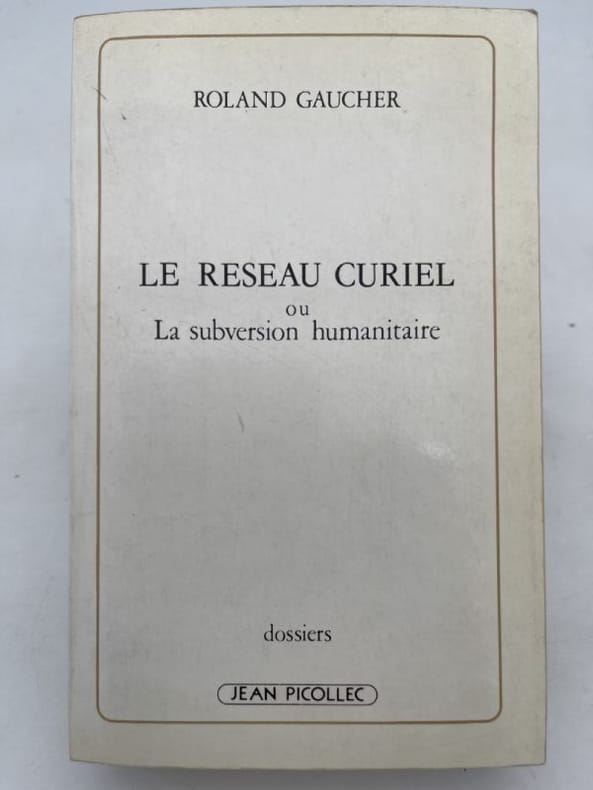 ROLAND GAUCHER
LE RESEAU CURIEL
ou
La subversion humanitaire
dossiers
JEAN PICOLLEC